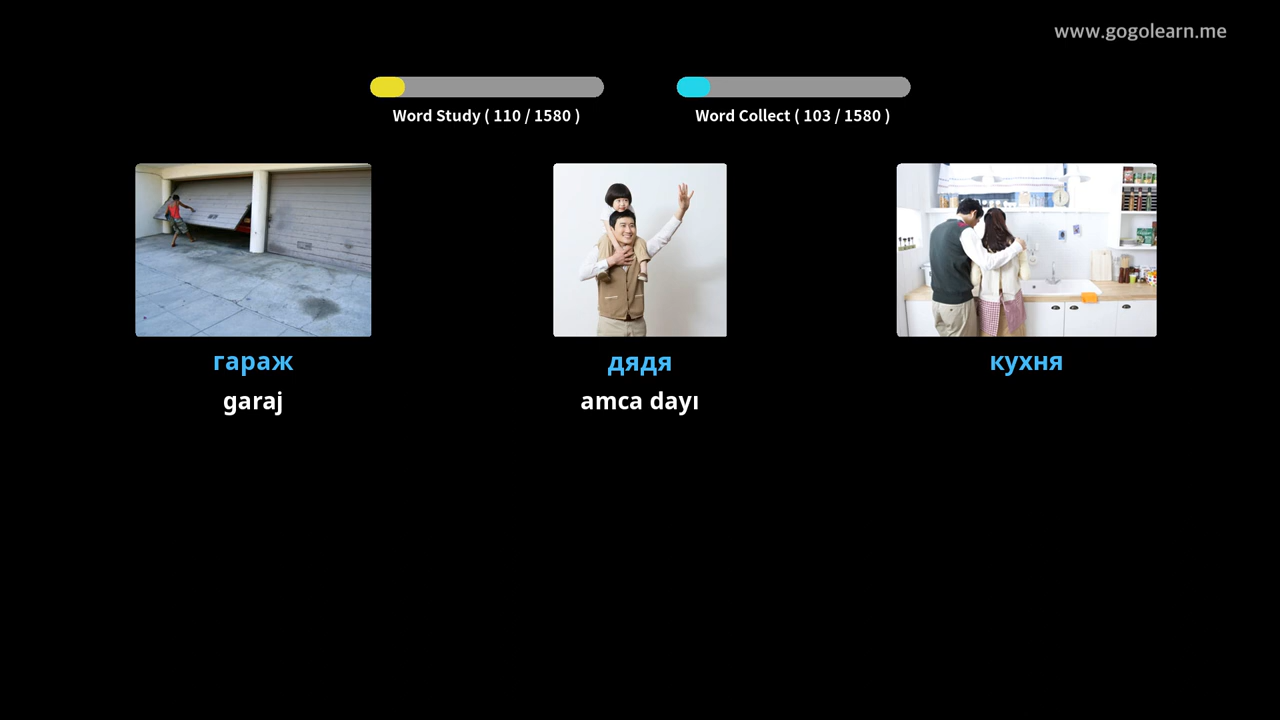 www.gogolearn.me
Word Study ( 110 / 1580 )
Word Collect ( 103 / 1580 )
гараж
дядя
кухня
garaj
amca dayı